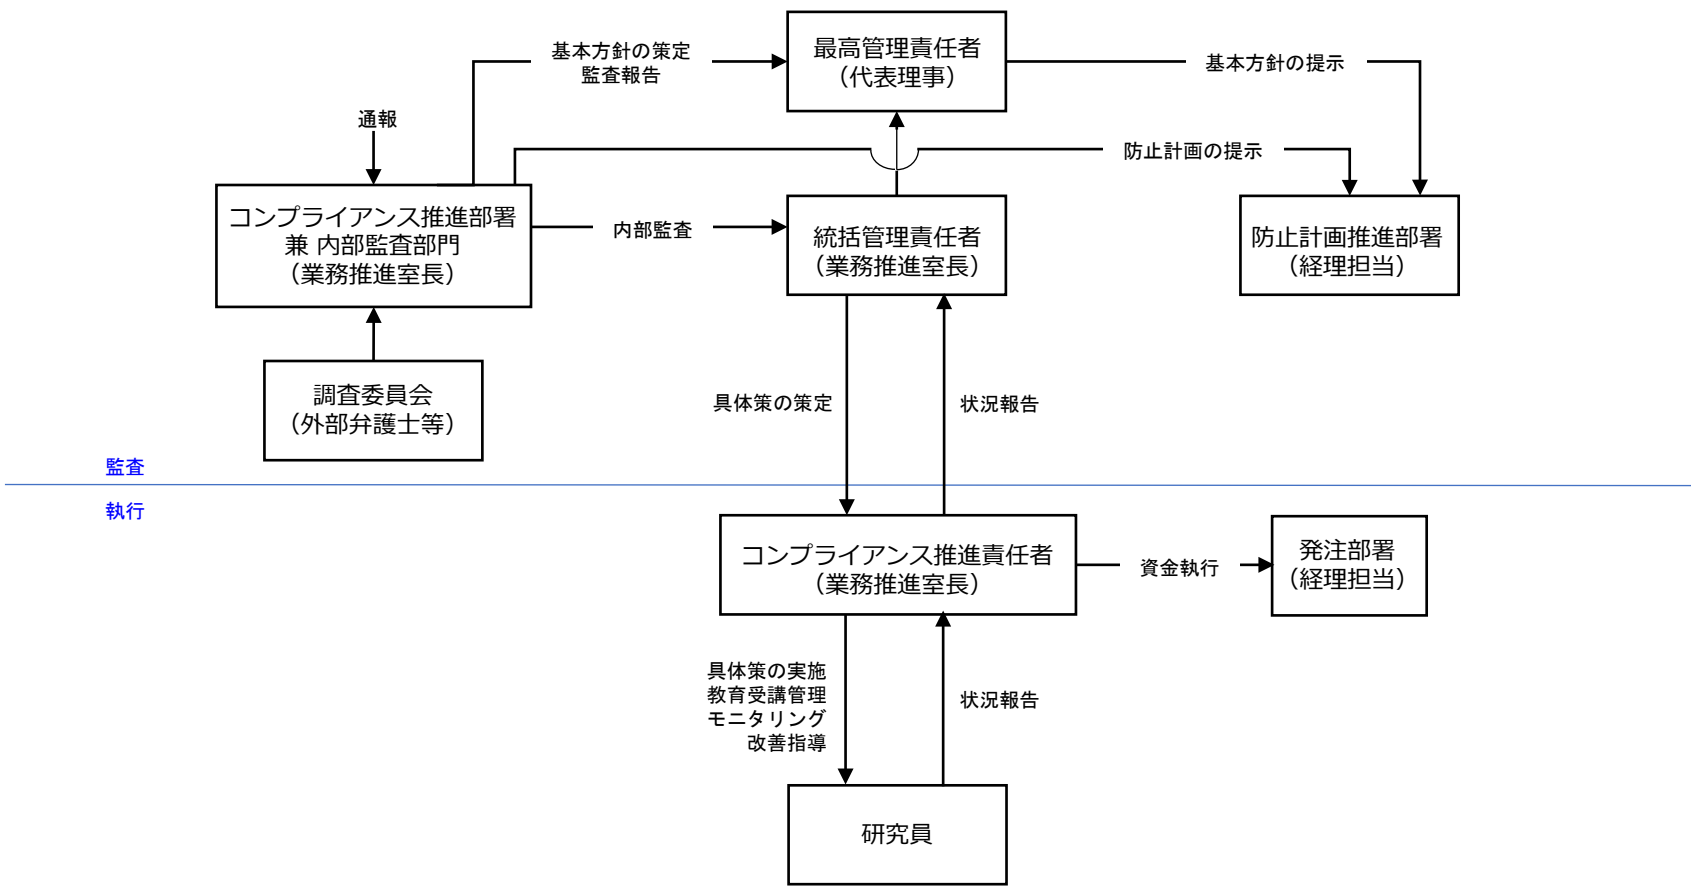 基本方針の策定
監査報告
最高管理責任者
（代表理事）
基本方針の提示
通報
防止計画の提示
コンプライアンス推進部署
兼 内部監査部門
（業務推進室長）
内部監査
統括管理責任者
（業務推進室長）
防止計画推進部署
（経理担当）
調査委員会
（外部弁護士等）
具体策の策定
状況報告
監査
執行
コンプライアンス推進責任者
（業務推進室長）
資金執行
発注部署
（経理担当）
具体策の実施
教育受講管理
モニタリング
改善指導
状況報告
研究員